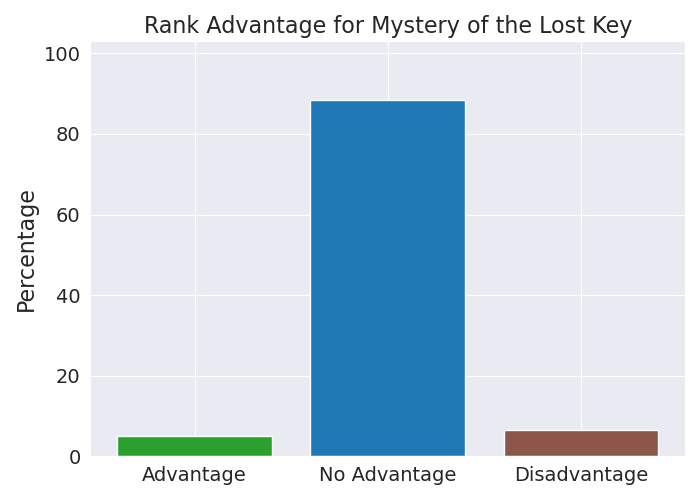 Rank Advantage for Mystery of the Lost Key
100
80
60
40
20
0
Percentage
Advantage
No Advantage
Disadvantage